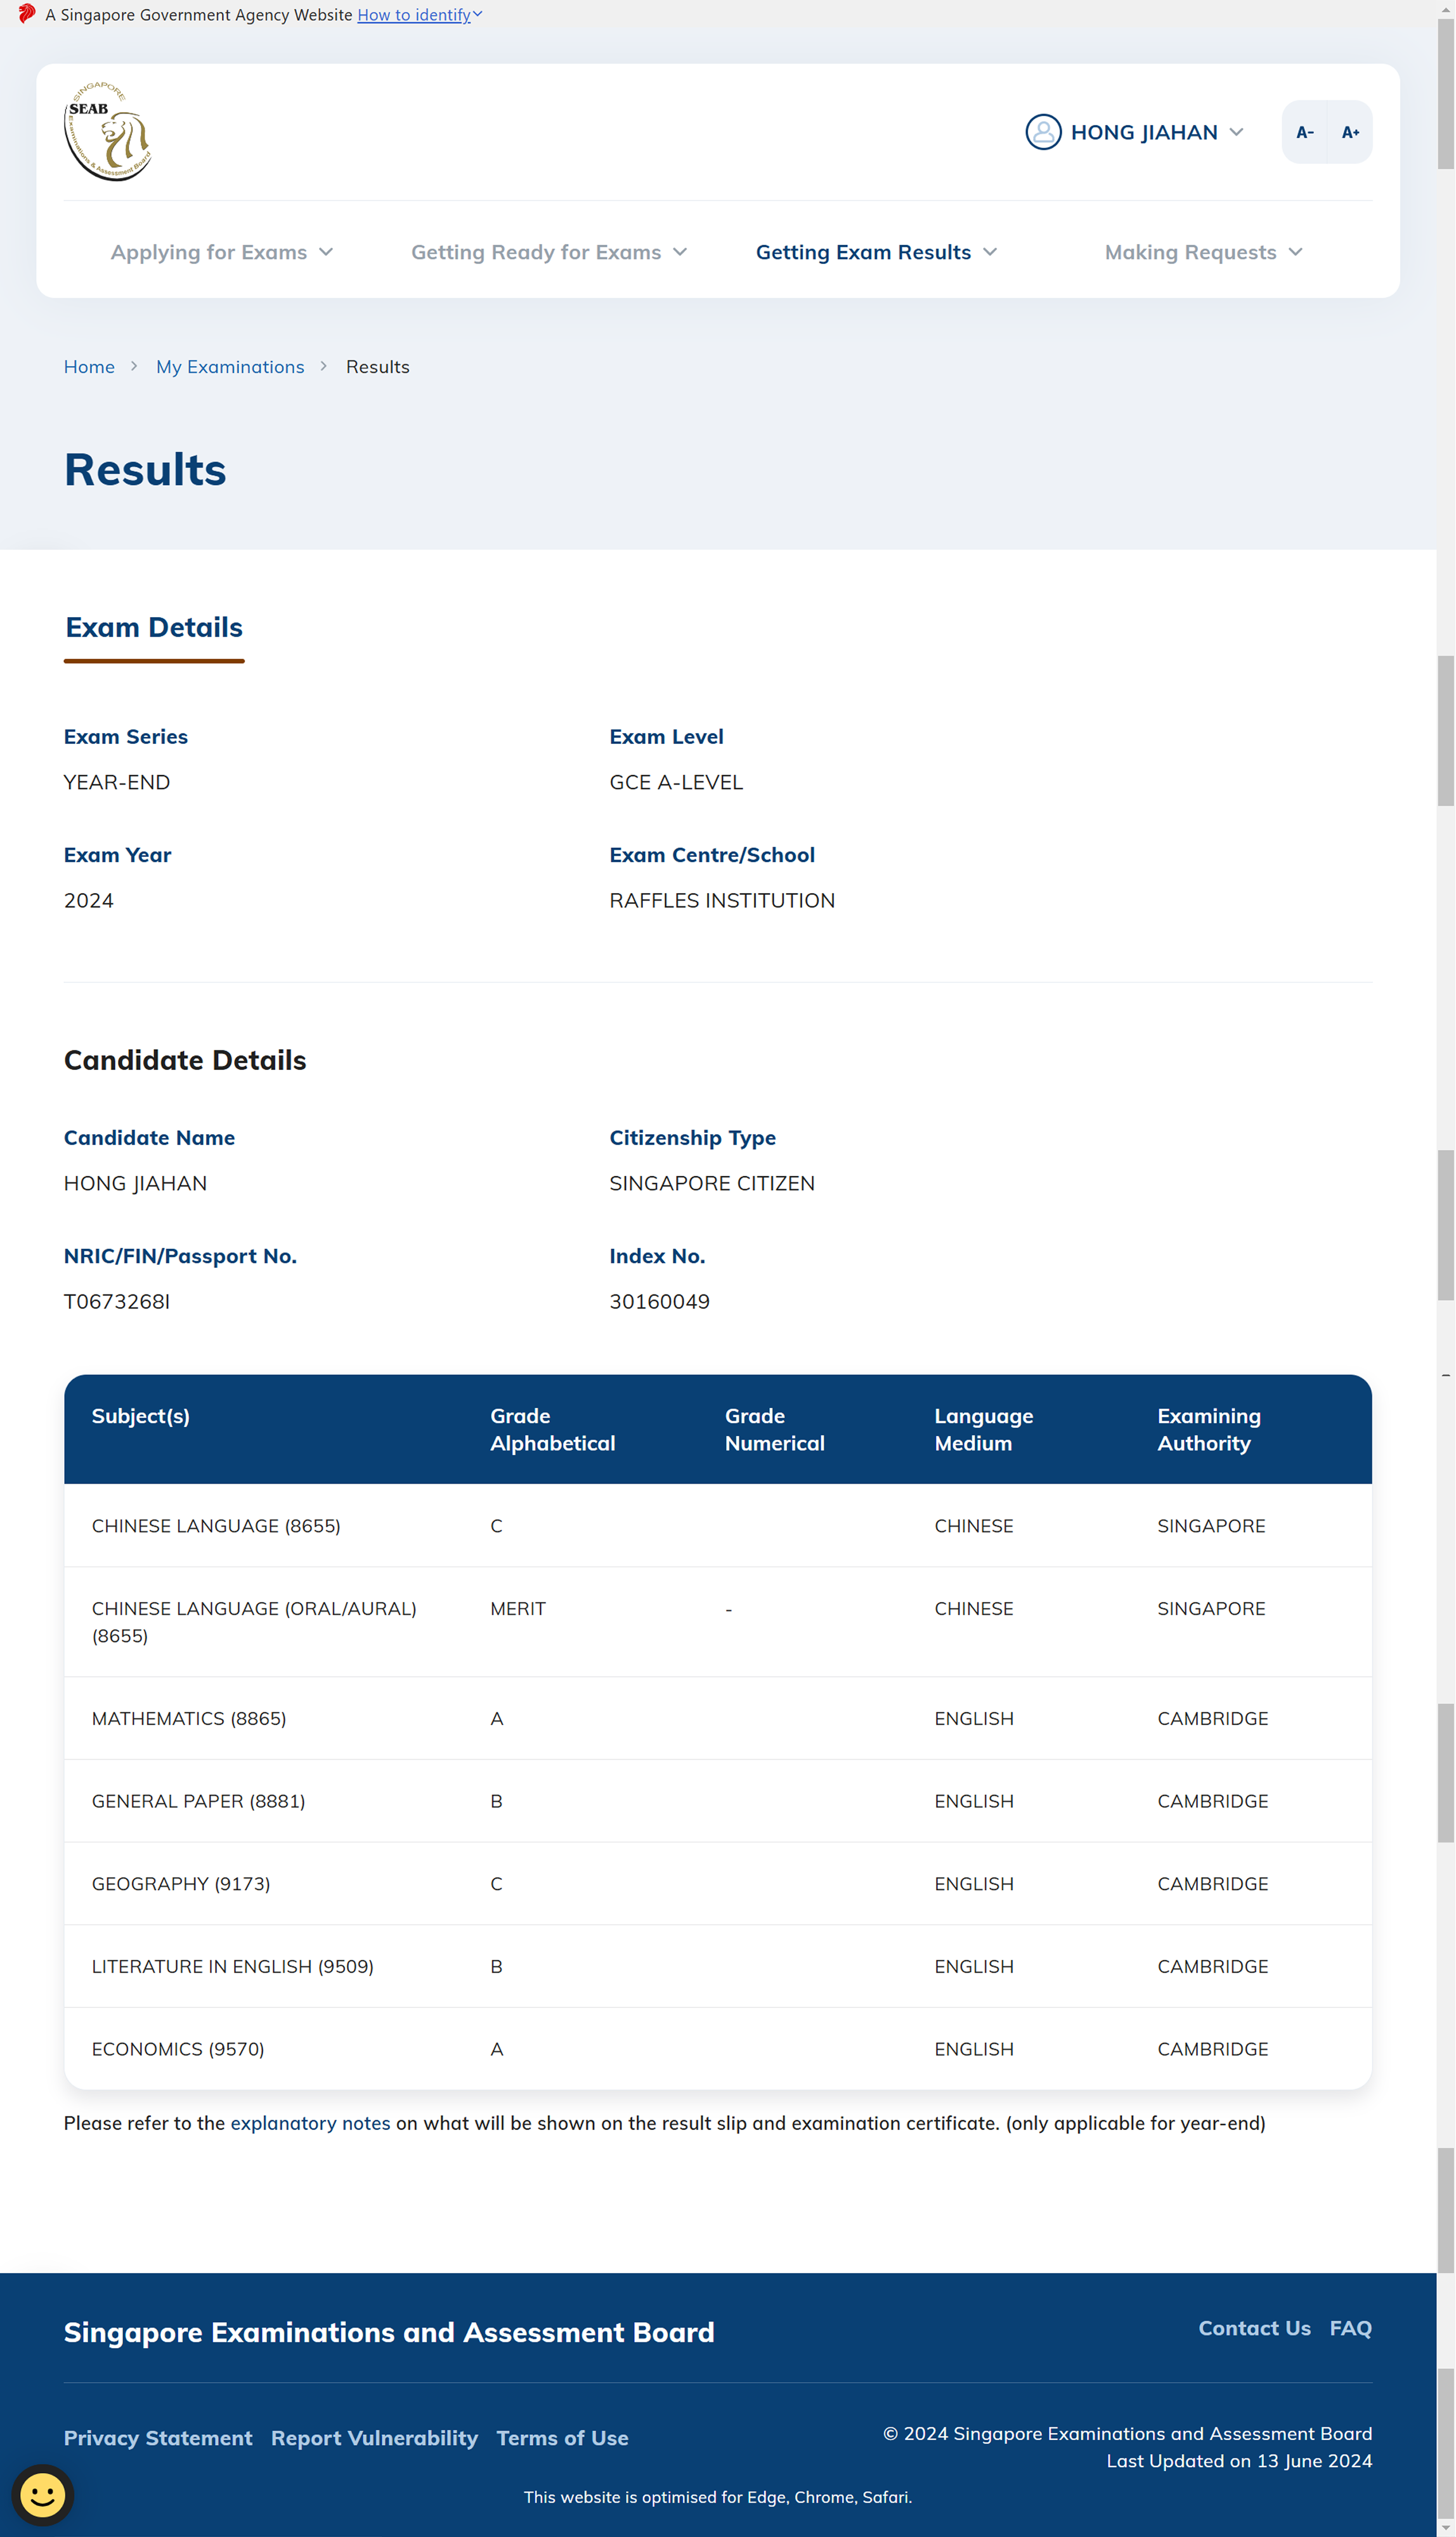 A Singapore Government Agency Website How to identify
SINGAPORE
SEAB
Examinations & Assessment Board
HONG JIAHAN
A- A+
Applying for Exams Getting Ready for Exams Getting Exam Results Making Requests
Home > My Examinations > Results
Results
Exam Details
Exam Series Exam Level
YEAR-END GCE A-LEVEL
Exam Year Exam Centre/School
2024 RAFFLES INSTITUTION
Candidate Details
Candidate Name Citizenship Type
HONG JIAHAN SINGAPORE CITIZEN
NRIC/FIN/Passport No. Index No.
T0673268I 30160049
Subject(s) Grade Alphabetical Grade Numerical Language Medium Examining Authority
CHINESE LANGUAGE (8655) C CHINESE SINGAPORE
CHINESE LANGUAGE (ORAL/AURAL) MERIT - CHINESE SINGAPORE
(8655)
MATHEMATICS (8865) A ENGLISH CAMBRIDGE
GENERAL PAPER (8881) B ENGLISH CAMBRIDGE
GEOGRAPHY (9173) C ENGLISH CAMBRIDGE
LITERATURE IN ENGLISH (9509) B ENGLISH CAMBRIDGE
ECONOMICS (9570) A ENGLISH CAMBRIDGE
Please refer to the explanatory notes on what will be shown on the result slip and examination certificate. (only applicable for year-end)
Singapore Examinations and Assessment Board
Contact Us FAQ
Privacy Statement Report Vulnerability Terms of Use
© 2024 Singapore Examinations and Assessment Board
Last Updated on 13 June 2024
This website is optimised for Edge, Chrome, Safari.